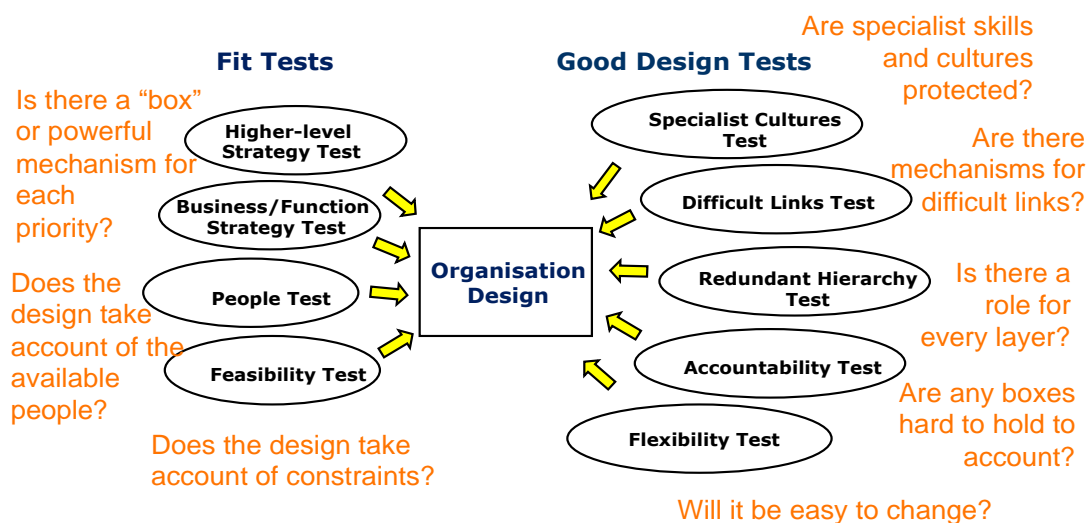 Fit Tests
Is there a “box”
or powerful
mechanism for
each
priority?
Higher-level
Strategy Test
Business/Function
Strategy Test
Does the
design take
account of the
available
people?
People Test
Feasibility Test
Does the design take
account of constraints?
Organisation
Design
Good Design Tests
Are specialist skills
and cultures
protected?
Specialist Cultures
Test
Are there
mechanisms for
difficult links?
Difficult Links Test
Redundant Hierarchy
Test
Is there a
role for
every layer?
Accountability Test
Are any boxes
hard to hold to
account?
Flexibility Test
Will it be easy to change?